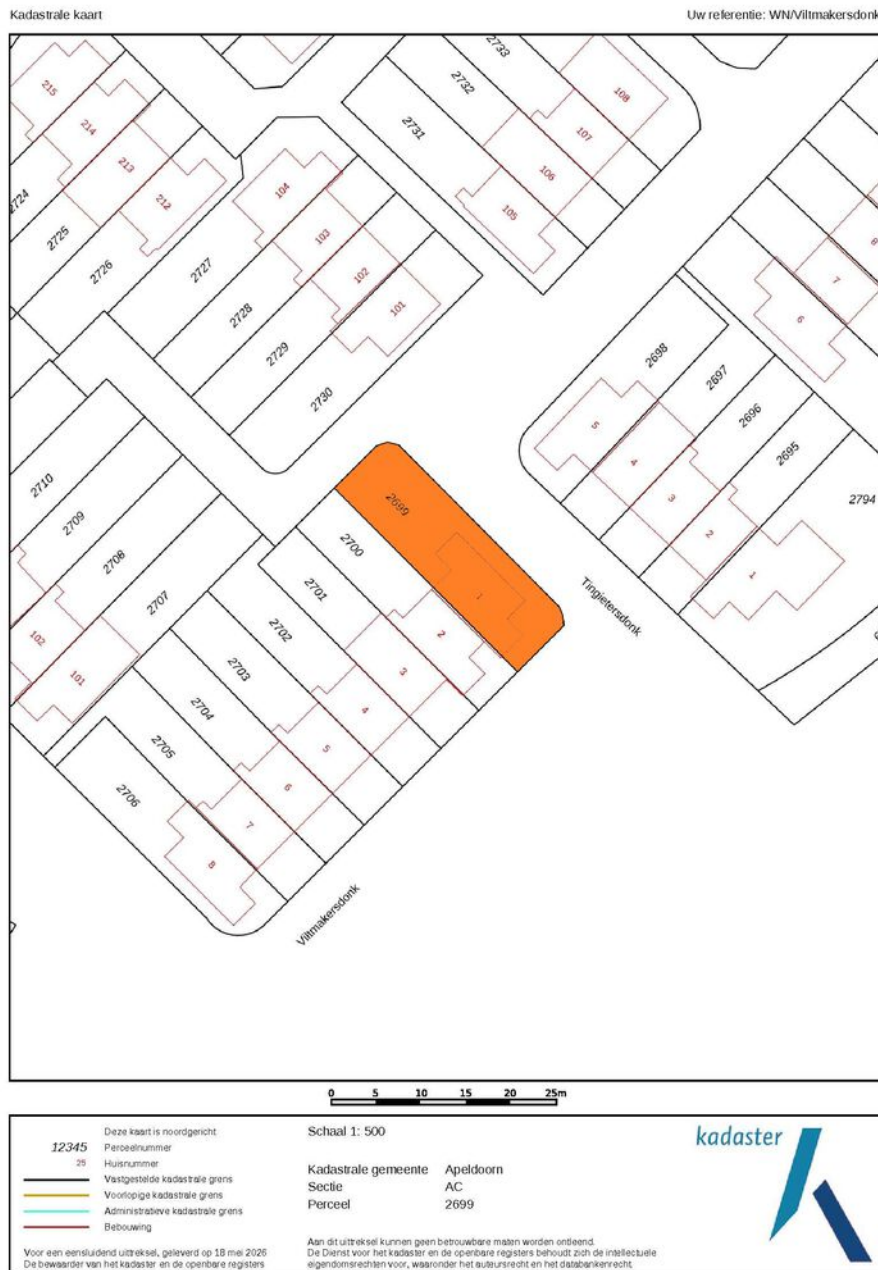 Kadastrale kaart
Uw referentie: WN/Viltmakersdonk
2733
2732
2731
108
107
106
105
215
214
213
212
2724
2725
2726
104
103
102
101
2727
2728
2729
2730
8
7
6
2698
2697
2696
2695
2794
5
4
3
2
1
Tingietersdonk
2710
2709
2708
2707
102
101
2699
1
2700
2701
2702
2703
2704
2705
2706
2
3
4
5
6
7
8
Viltmakersdonk
0 5 10 15 20 25m
Deze kaart is noordgericht
12345 Perceelnummer
25 Huisnummer
Vastgestelde kadastrale grens
Voorlopige kadastrale grens
Administratieve kadastrale grens
Bebouwing
Voor een eensluidend uittreksel, geleverd op 18 mei 2026
De bewaarder van het kadaster en de openbare registers
Schaal 1: 500
Kadastrale gemeente Apeldoorn
Sectie AC
Perceel 2699
Aan dit uittreksel kunnen geen betrouwbare maten worden ontleend.
De Dienst voor het kadaster en de openbare registers behoudt zich de intellectuele
eigendomsrechten voor, waaronder het auteursrecht en het databankenrecht.
kadaster